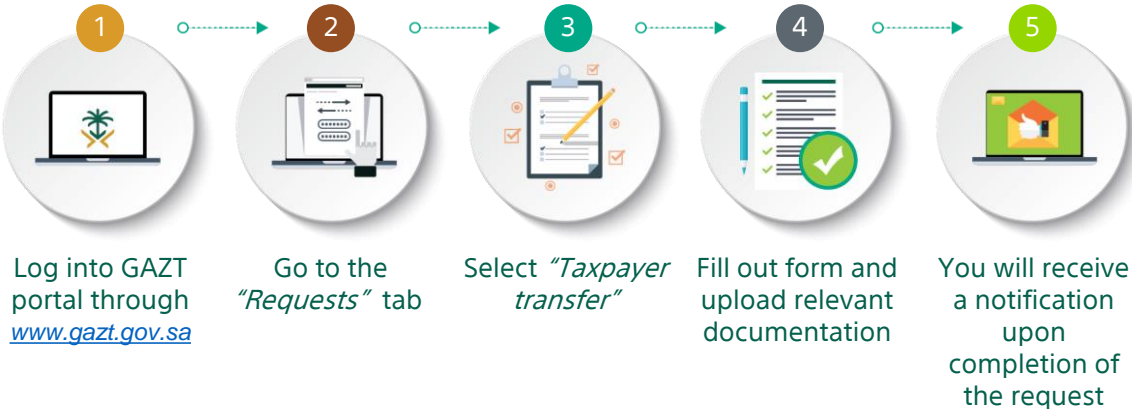 1
2
3
4
5
Log into GAZT
portal through
www.gazt.gov.sa
Go to the
"Requests" tab
Select "Taxpayer
transfer"
Fill out form and
upload relevant
documentation
You will receive
a notification
upon
completion of
the request